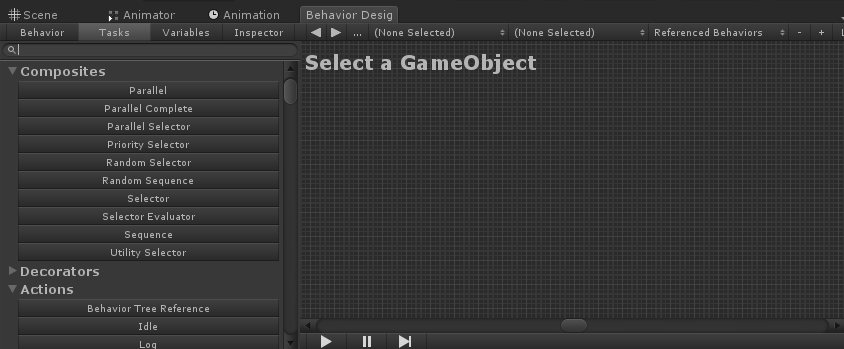 Scene Animator Animation Behavior Desig
Behavior Tasks Variables Inspector ... (None Selected) (None Selected) Referenced Behaviors - +
Composites
Select a GameObject
Parallel
Parallel Complete
Parallel Selector
Priority Selector
Random Selector
Random Sequence
Selector
Selector Evaluator
Sequence
Utility Selector
Decorators
Actions
Behavior Tree Reference
Idle
Log